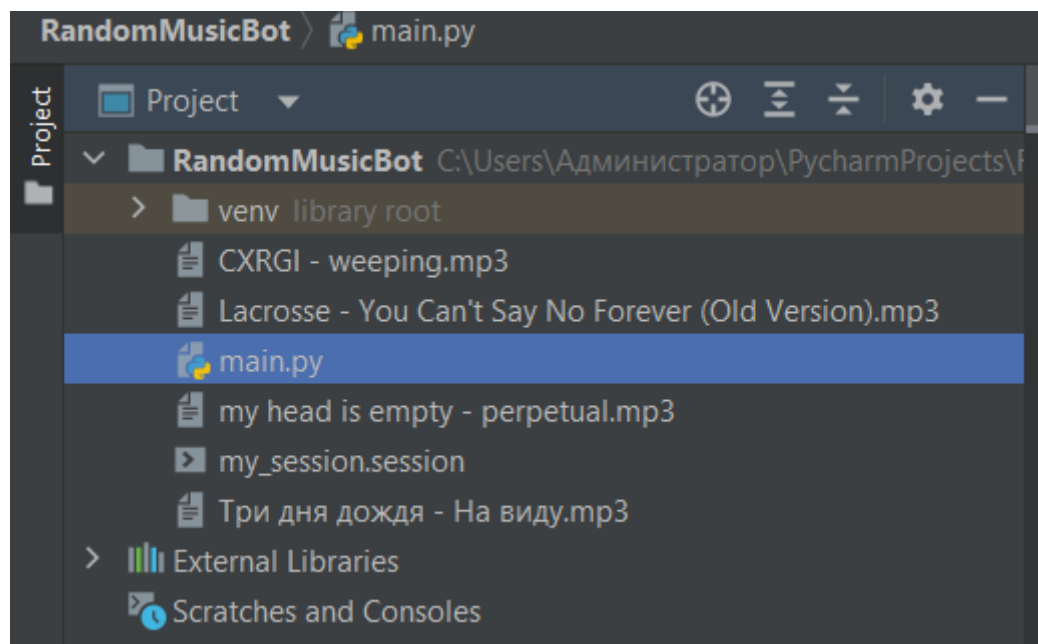 RandomMusicBot 〉 main.py
Project
Project
RandomMusicBot C:\Users\Администратор\PycharmProjects\
venv library root
CXRGI - weeping.mp3
Lacrosse - You Can't Say No Forever (Old Version).mp3
main.py
my head is empty - perpetual.mp3
my_session.session
Три дня дождя - На виду.mp3
External Libraries
Scratches and Consoles